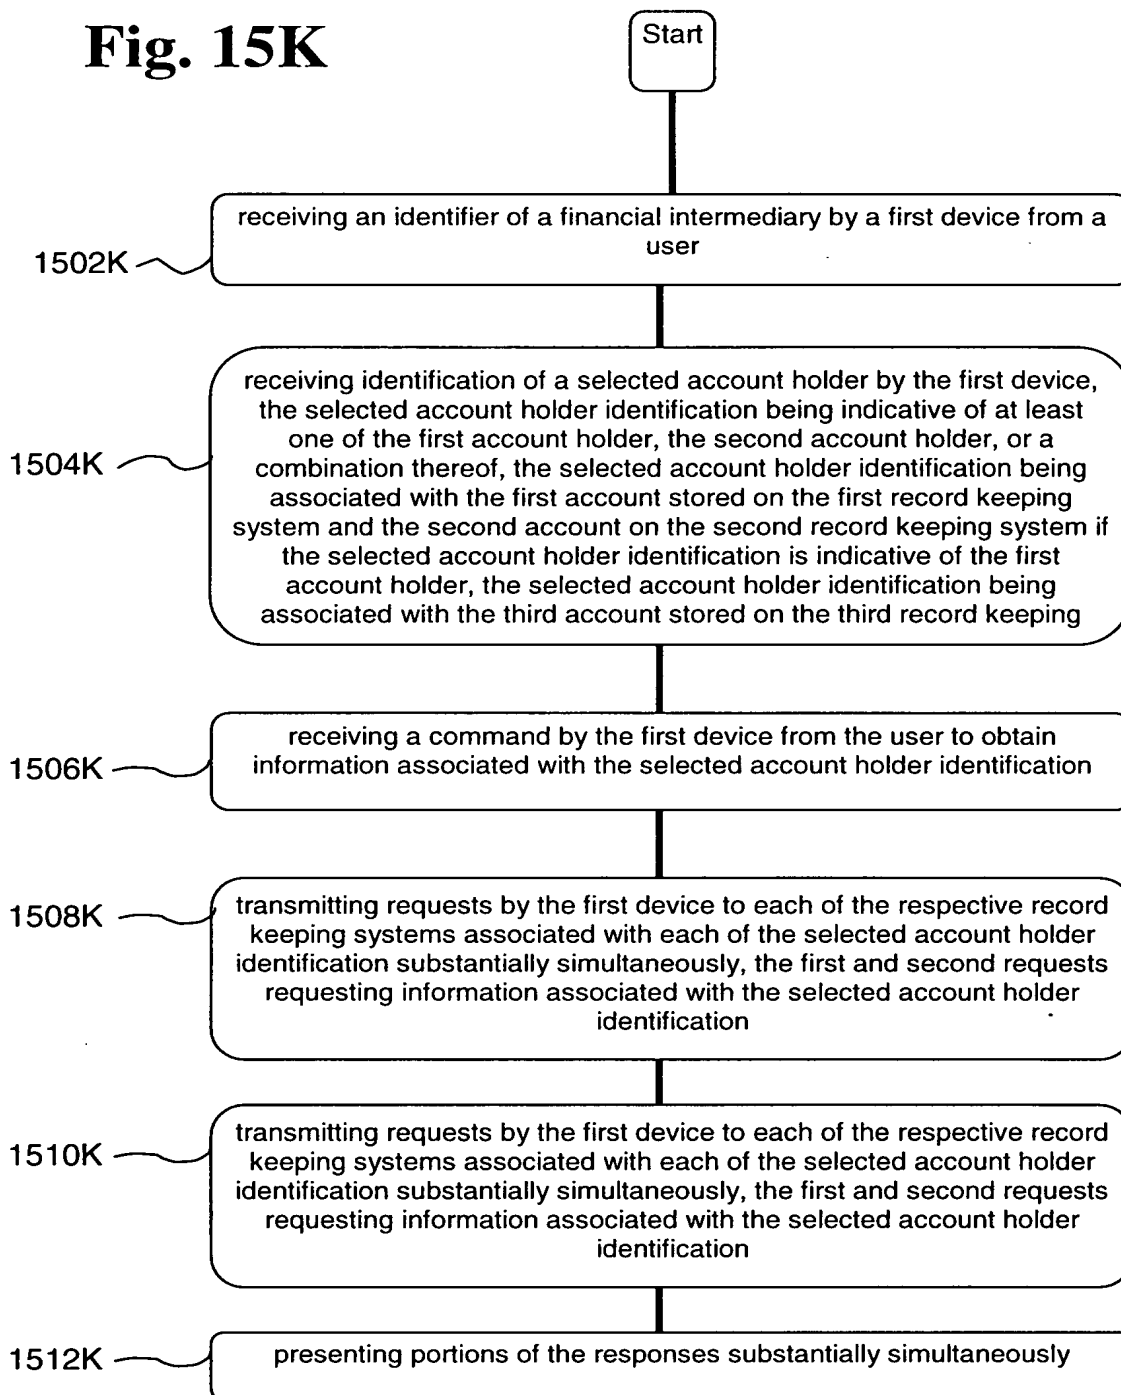 Fig. 15K
Start
receiving an identifier of a financial intermediary by a first device from a
user
1502K
receiving identification of a selected account holder by the first device,
the selected account holder identification being indicative of at least
one of the first account holder, the second account holder, or a
combination thereof, the selected account holder identification being
associated with the first account stored on the first record keeping
system and the second account on the second record keeping system if
the selected account holder identification is indicative of the first
account holder, the selected account holder identification being
associated with the third account stored on the third record keeping
1504K
receiving a command by the first device from the user to obtain
information associated with the selected account holder identification
1506K
transmitting requests by the first device to each of the respective record
keeping systems associated with each of the selected account holder
identification substantially simultaneously, the first and second requests
requesting information associated with the selected account holder
identification
1508K
transmitting requests by the first device to each of the respective record
keeping systems associated with each of the selected account holder
identification substantially simultaneously, the first and second requests
requesting information associated with the selected account holder
identification
1510K
presenting portions of the responses substantially simultaneously
1512K